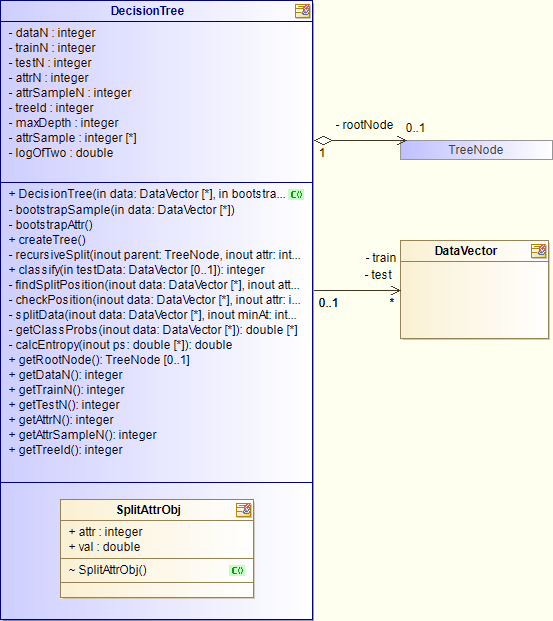 DecisionTree
- dataN : integer
- trainN : integer
- testN : integer
- attrN : integer
- attrSampleN : integer
- treeId : integer
- maxDepth : integer
- attrSample : integer [*]
- logOfTwo : double
+ DecisionTree(in data: DataVector [*], in bootstra... C()
- bootstrapSample(in data: DataVector [*])
- bootstrapAttr()
+ createTree()
- recursiveSplit(inout parent: TreeNode, inout attr: int...
+ classify(in testData: DataVector [0..1]): integer
- findSplitPosition(inout data: DataVector [*], inout att...
- checkPosition(inout data: DataVector [*], inout attr: i...
- splitData(inout data: DataVector [*], inout minAt: int...
- getClassProbs(inout data: DataVector [*]): double [*]
- calcEntropy(inout ps: double [*]): double
+ getRootNode(): TreeNode [0..1]
+ getDataN(): integer
+ getTrainN(): integer
+ getTestN(): integer
+ getAttrN(): integer
+ getAttrSampleN(): integer
+ getTreeId(): integer
SplitAttrObj
+ attr : integer
+ val : double
~ SplitAttrObj() C()
- rootNode
0..1
1
TreeNode
- train
- test
0..1
*
DataVector